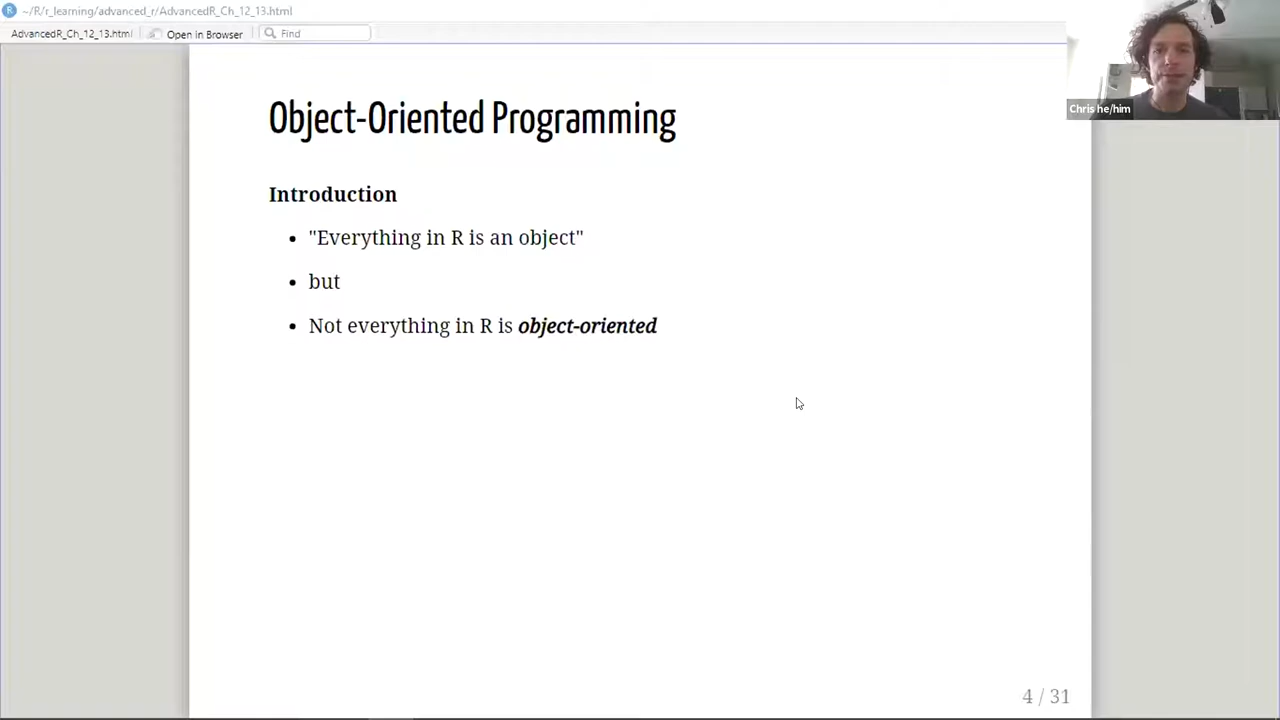 ~/R/r_learning/advanced_r/AdvancedR_Ch_12_13.html
AdvancedR_Ch_12_13.html
Open in Browser
Find
Chris he/him
Object-Oriented Programming
Introduction
• "Everything in R is an object"
• but
• Not everything in R is object-oriented
4 / 31